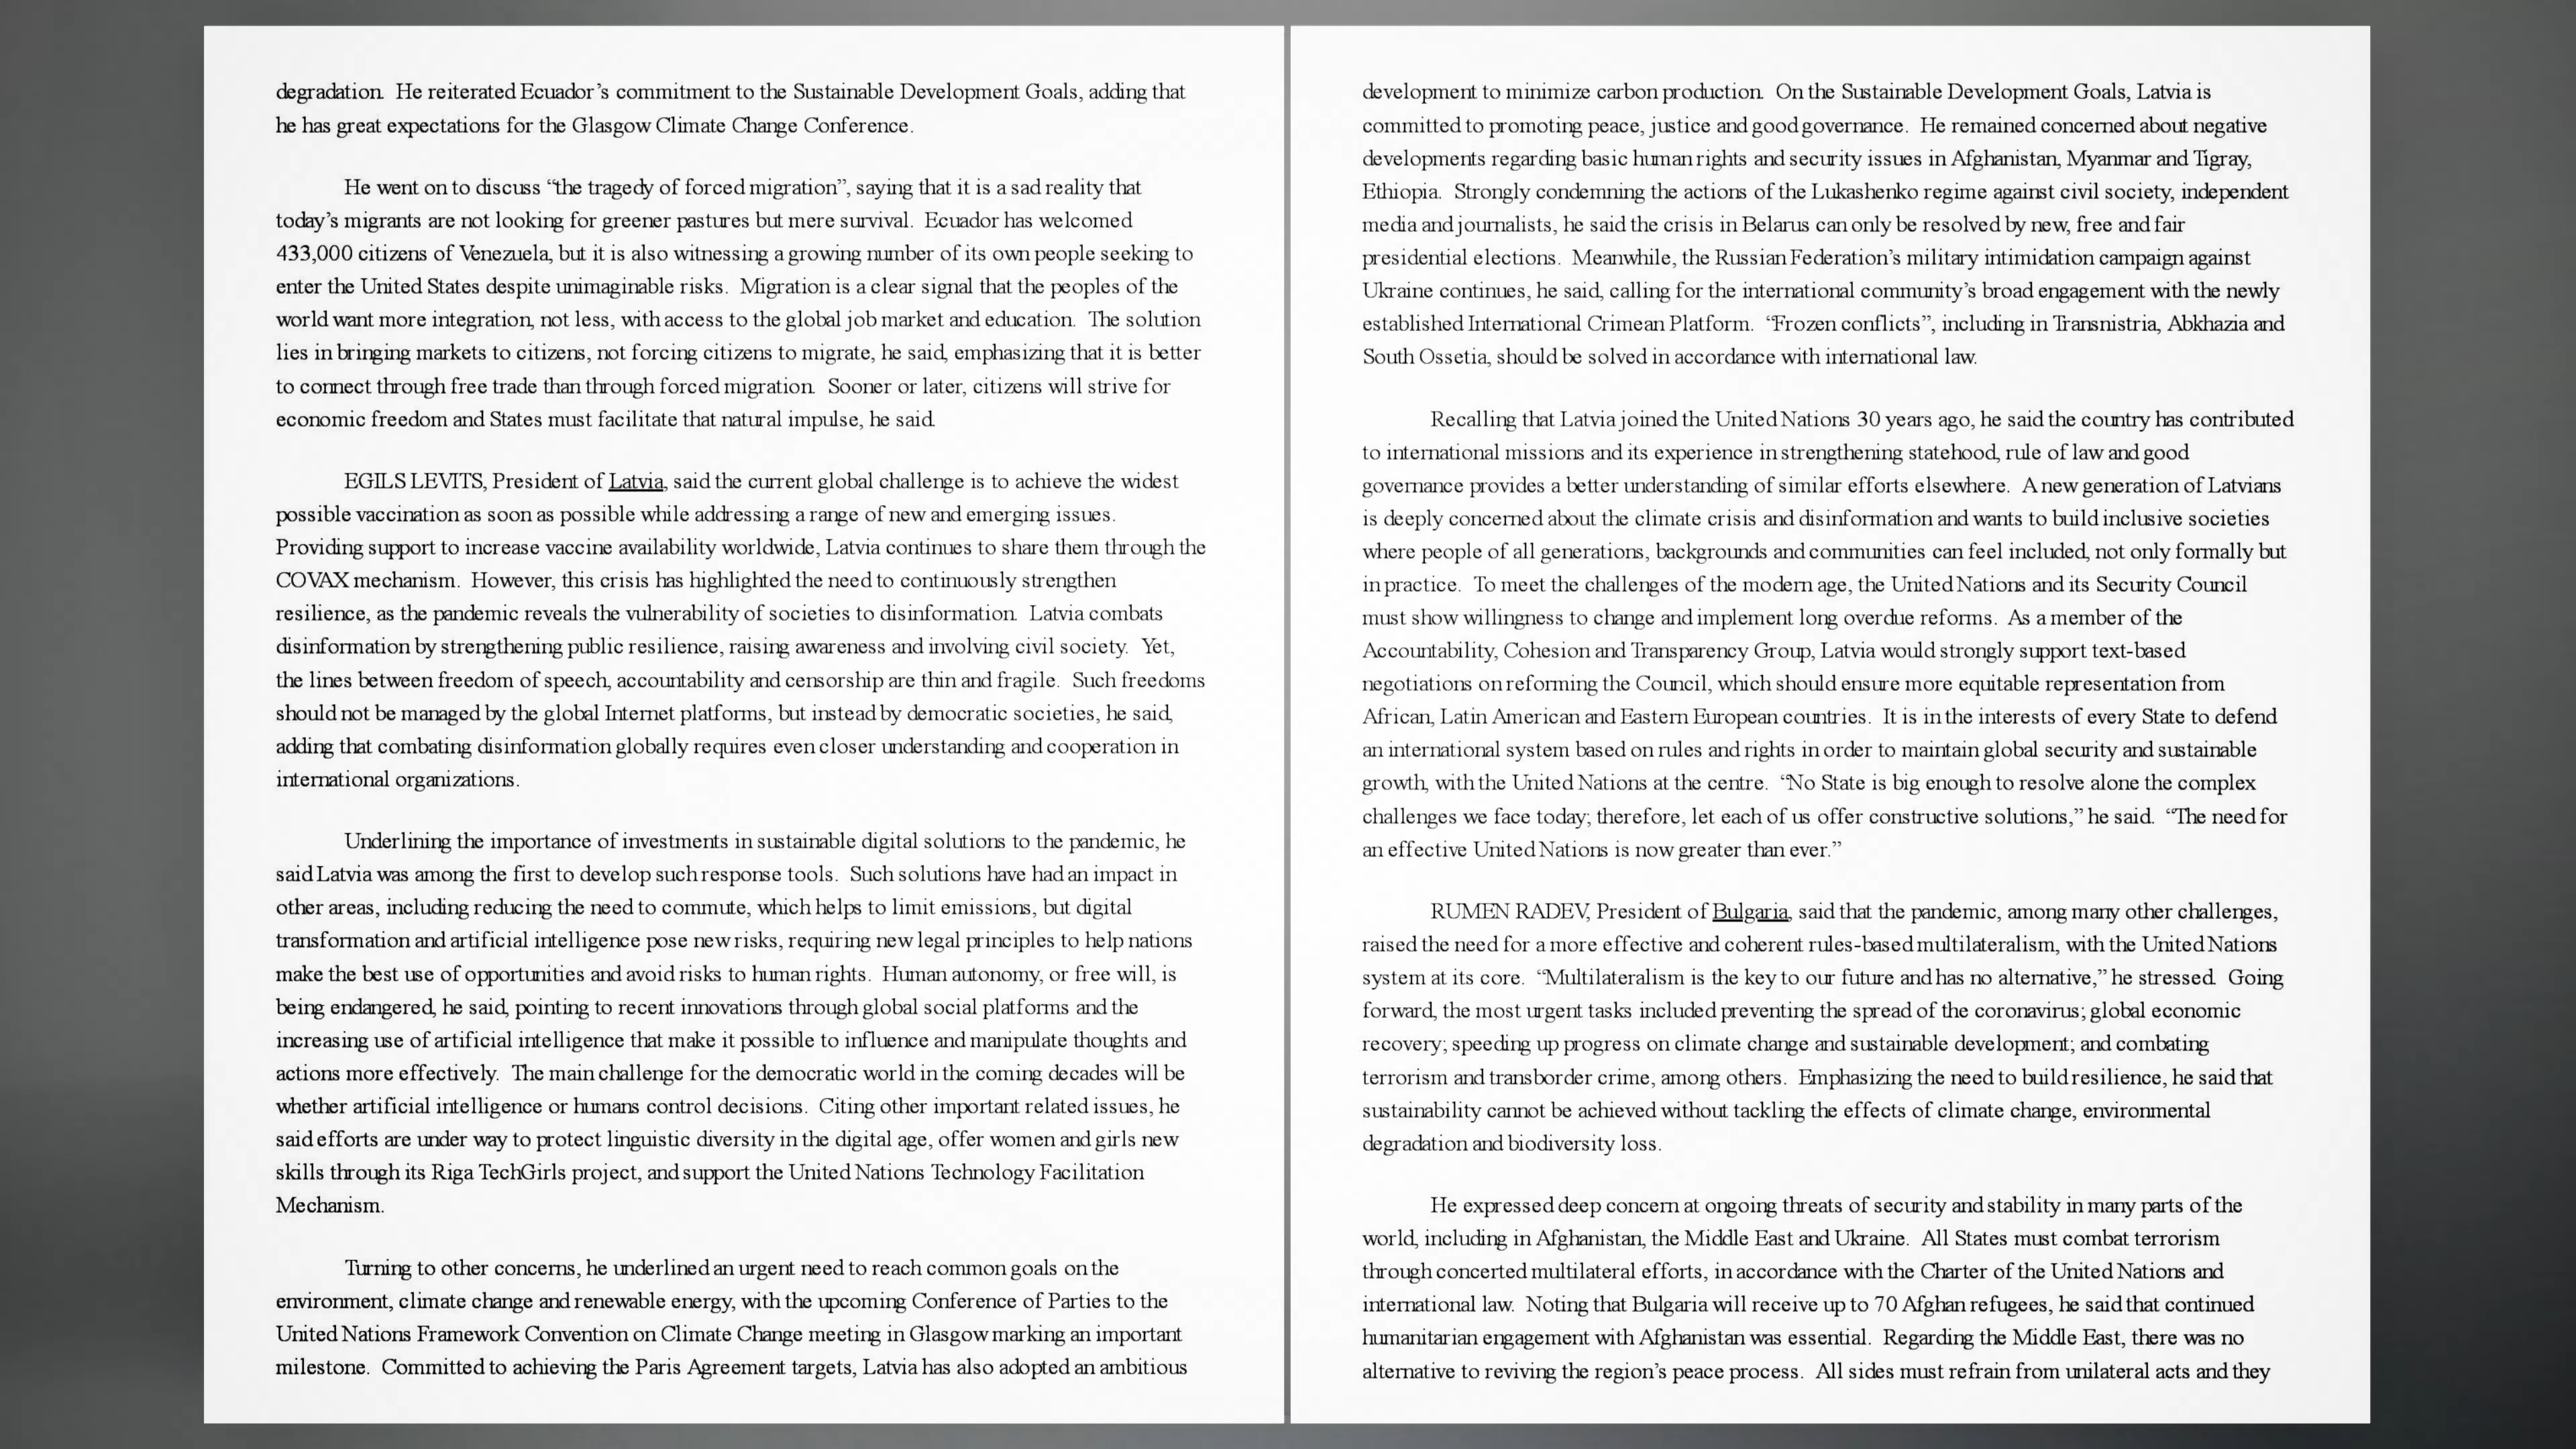 degradation. He reiterated Ecuador's commitment to the Sustainable Development Goals, adding that
he has great expectations for the Glasgow Climate Change Conference.
He went on to discuss “the tragedy of forced migration”, saying that it is a sad reality that
today's migrants are not looking for greener pastures but mere survival. Ecuador has welcomed
433,000 citizens of Venezuela, but it is also witnessing a growing number of its own people seeking to
enter the United States despite unimaginable risks. Migration is a clear signal that the peoples of the
world want more integration, not less, with access to the global job market and education. The solution
lies in bringing markets to citizens, not forcing citizens to migrate, he said, emphasizing that it is better
to connect through free trade than through forced migration. Sooner or later, citizens will strive for
economic freedom and States must facilitate that natural impulse, he said.
EGILS LEVITS, President of Latvia, said the current global challenge is to achieve the widest
possible vaccination as soon as possible while addressing a range of new and emerging issues.
Providing support to increase vaccine availability worldwide, Latvia continues to share them through the
COVAX mechanism. However, this crisis has highlighted the need to continuously strengthen
resilience, as the pandemic reveals the vulnerability of societies to disinformation. Latvia combats
disinformation by strengthening public resilience, raising awareness and involving civil society. Yet,
the lines between freedom of speech, accountability and censorship are thin and fragile. Such freedoms
should not be managed by the global Internet platforms, but instead by democratic societies, he said,
adding that combating disinformation globally requires even closer understanding and cooperation in
international organizations.
Underlining the importance of investments in sustainable digital solutions to the pandemic, he
said Latvia was among the first to develop such response tools. Such solutions have had an impact in
other areas, including reducing the need to commute, which helps to limit emissions, but digital
transformation and artificial intelligence pose new risks, requiring new legal principles to help nations
make the best use of opportunities and avoid risks to human rights. Human autonomy, or free will, is
being endangered, he said, pointing to recent innovations through global social platforms and the
increasing use of artificial intelligence that make it possible to influence and manipulate thoughts and
actions more effectively. The main challenge for the democratic world in the coming decades will be
whether artificial intelligence or humans control decisions. Citing other important related issues, he
said efforts are under way to protect linguistic diversity in the digital age, offer women and girls new
skills through its Riga TechGirls project, and support the United Nations Technology Facilitation
Mechanism.
Turning to other concerns, he underlined an urgent need to reach common goals on the
environment, climate change and renewable energy, with the upcoming Conference of Parties to the
United Nations Framework Convention on Climate Change meeting in Glasgow marking an important
milestone. Committed to achieving the Paris Agreement targets, Latvia has also adopted an ambitious
development to minimize carbon production. On the Sustainable Development Goals, Latvia is
committed to promoting peace, justice and good governance. He remained concerned about negative
developments regarding basic human rights and security issues in Afghanistan, Myanmar and Tigray,
Ethiopia. Strongly condemning the actions of the Lukashenko regime against civil society, independent
media and journalists, he said the crisis in Belarus can only be resolved by new, free and fair
presidential elections. Meanwhile, the Russian Federation's military intimidation campaign against
Ukraine continues, he said, calling for the international community's broad engagement with the newly
established International Crimean Platform. “Frozen conflicts”, including in Transnistria, Abkhazia and
South Ossetia, should be solved in accordance with international law.
Recalling that Latvia joined the United Nations 30 years ago, he said the country has contributed
to international missions and its experience in strengthening statehood, rule of law and good
governance provides a better understanding of similar efforts elsewhere. A new generation of Latvians
is deeply concerned about the climate crisis and disinformation and wants to build inclusive societies
where people of all generations, backgrounds and communities can feel included, not only formally but
in practice. To meet the challenges of the modern age, the United Nations and its Security Council
must show willingness to change and implement long overdue reforms. As a member of the
Accountability, Cohesion and Transparency Group, Latvia would strongly support text-based
negotiations on reforming the Council, which should ensure more equitable representation from
African, Latin American and Eastern European countries. It is in the interests of every State to defend
an international system based on rules and rights in order to maintain global security and sustainable
growth, with the United Nations at the centre. “No State is big enough to resolve alone the complex
challenges we face today; therefore, let each of us offer constructive solutions,” he said. “The need for
an effective United Nations is now greater than ever.”
RUMEN RADEV, President of Bulgaria, said that the pandemic, among many other challenges,
raised the need for a more effective and coherent rules-based multilateralism, with the United Nations
system at its core. “Multilateralism is the key to our future and has no alternative,” he stressed. Going
forward, the most urgent tasks included preventing the spread of the coronavirus; global economic
recovery; speeding up progress on climate change and sustainable development; and combating
terrorism and transborder crime, among others. Emphasizing the need to build resilience, he said that
sustainability cannot be achieved without tackling the effects of climate change, environmental
degradation and biodiversity loss.
He expressed deep concern at ongoing threats of security and stability in many parts of the
world, including in Afghanistan, the Middle East and Ukraine. All States must combat terrorism
through concerted multilateral efforts, in accordance with the Charter of the United Nations and
international law. Noting that Bulgaria will receive up to 70 Afghan refugees, he said that continued
humanitarian engagement with Afghanistan was essential. Regarding the Middle East, there was no
alternative to reviving the region's peace process. All sides must refrain from unilateral acts and they